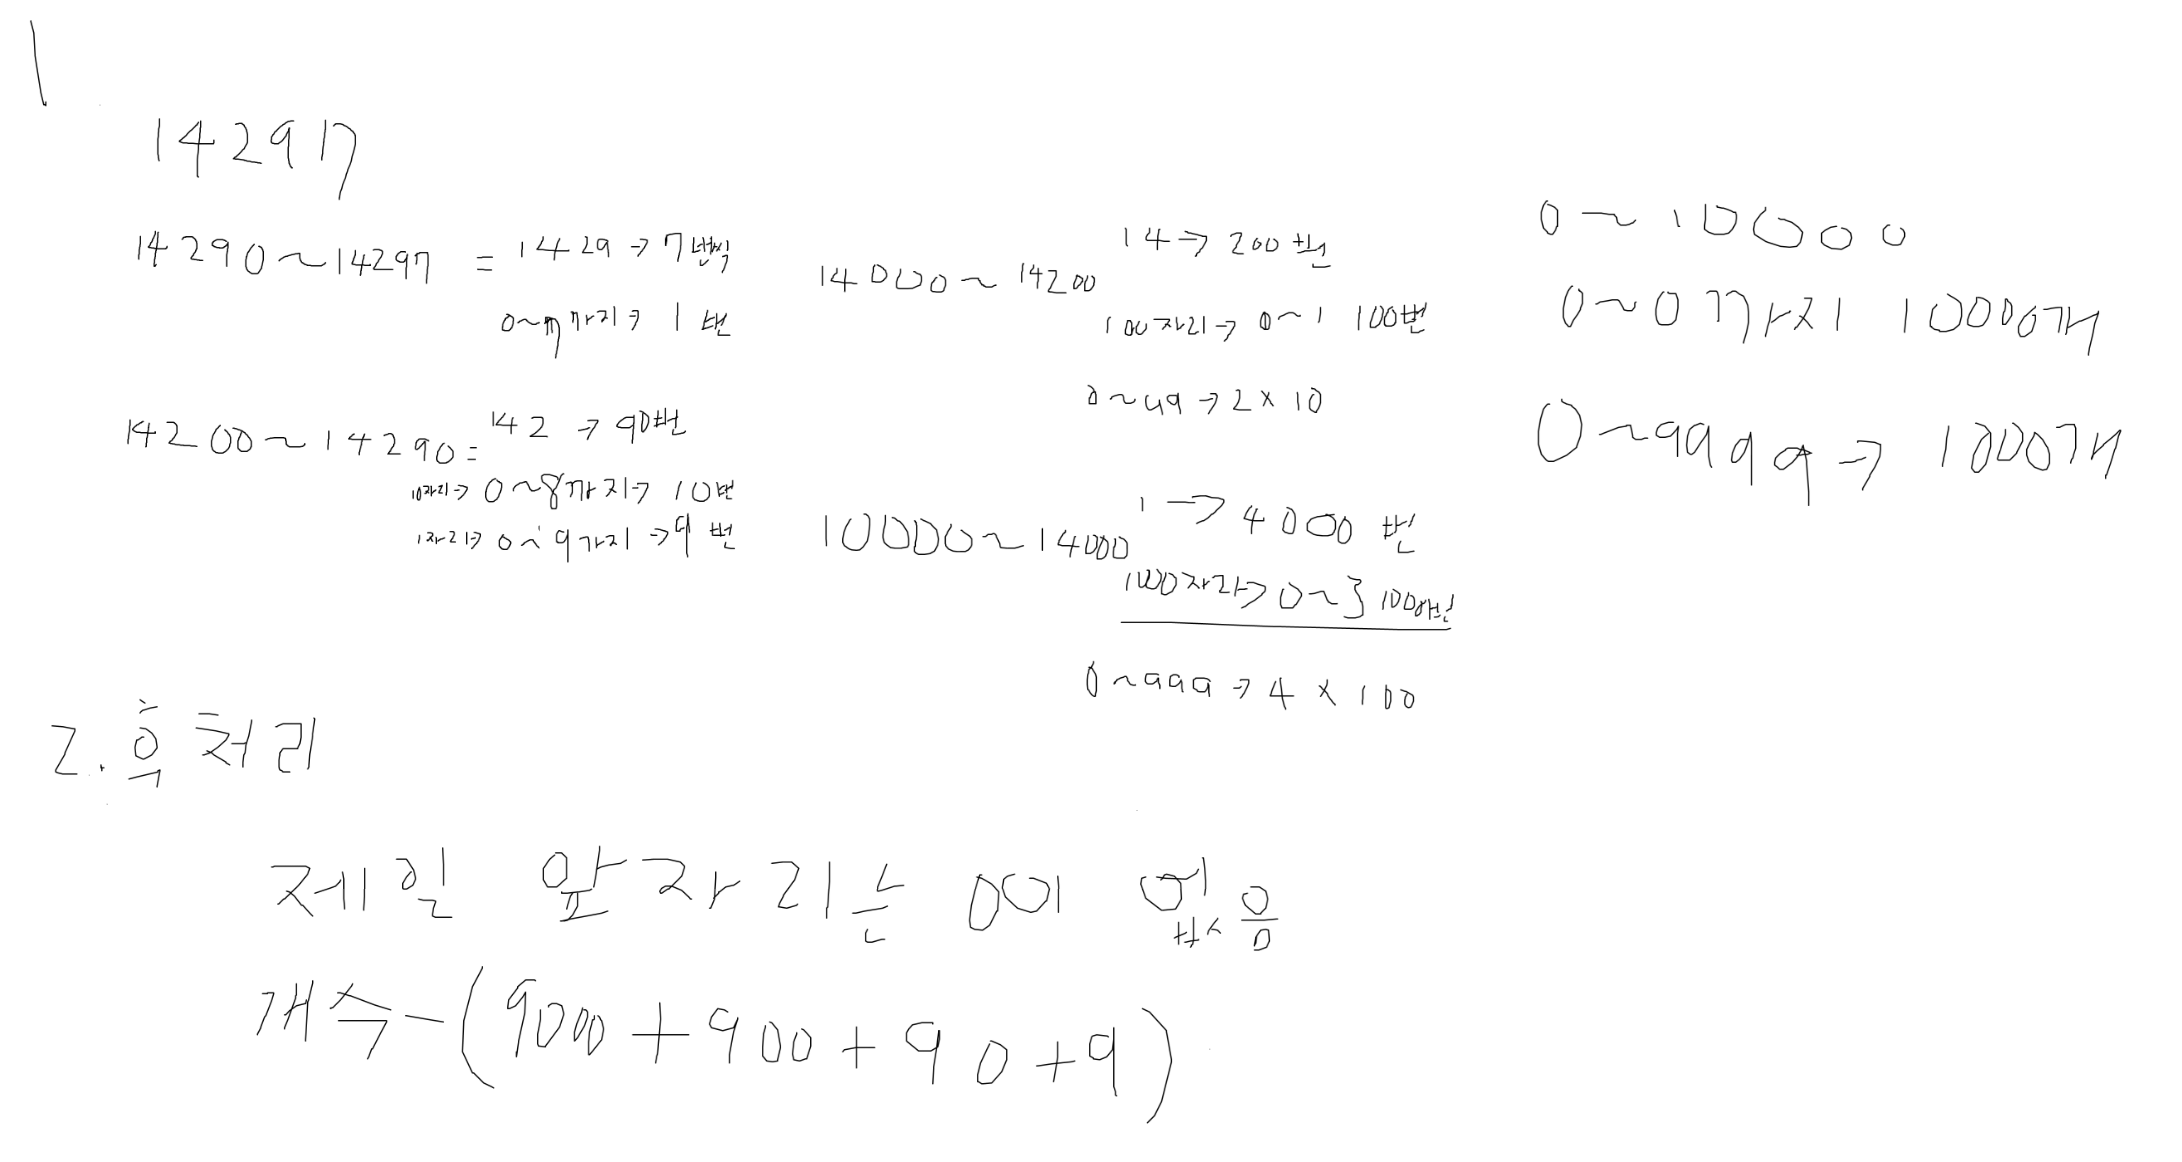 1
14297
14290~14297 = 1429 → 7번씩
0~7까지→ 1번
14200~14290= 142 → 90번
10자리→ 0~8까지→ 10번
1자리→ 0~9까지→9번
14000~14200 14→ 200번
100자리→ 0~1 100번
0~99→2×10
10000~14000 1→4000번
1000자리→0~3 1000번
0~999→4×100
0~10000
0~0까지 10000개
0~9999→1000개
2.후처리
제일 앞자리는 0이 없음
개수-(9000+900+90+9)